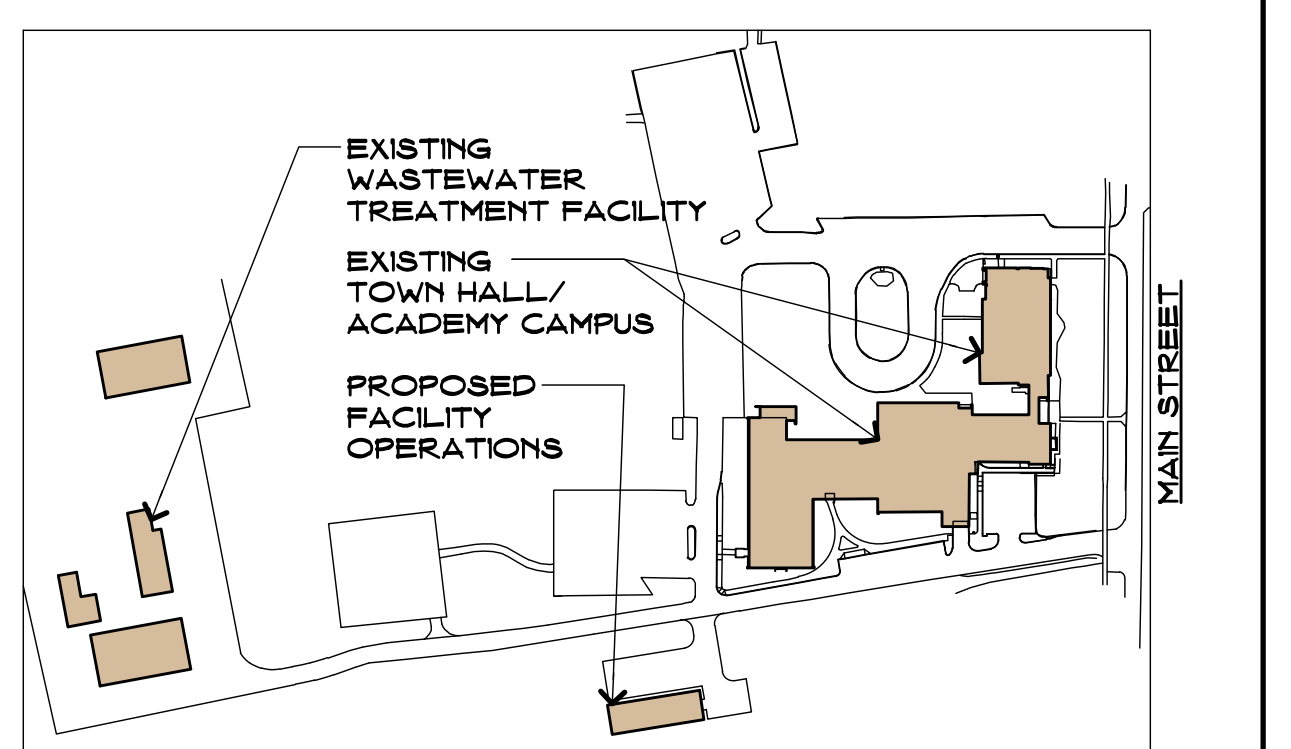 EXISTING
WASTEWATER
TREATMENT FACILITY
EXISTING
TOWN HALL/
ACADEMY CAMPUS
PROPOSED
FACILITY
OPERATIONS
MAIN STREET